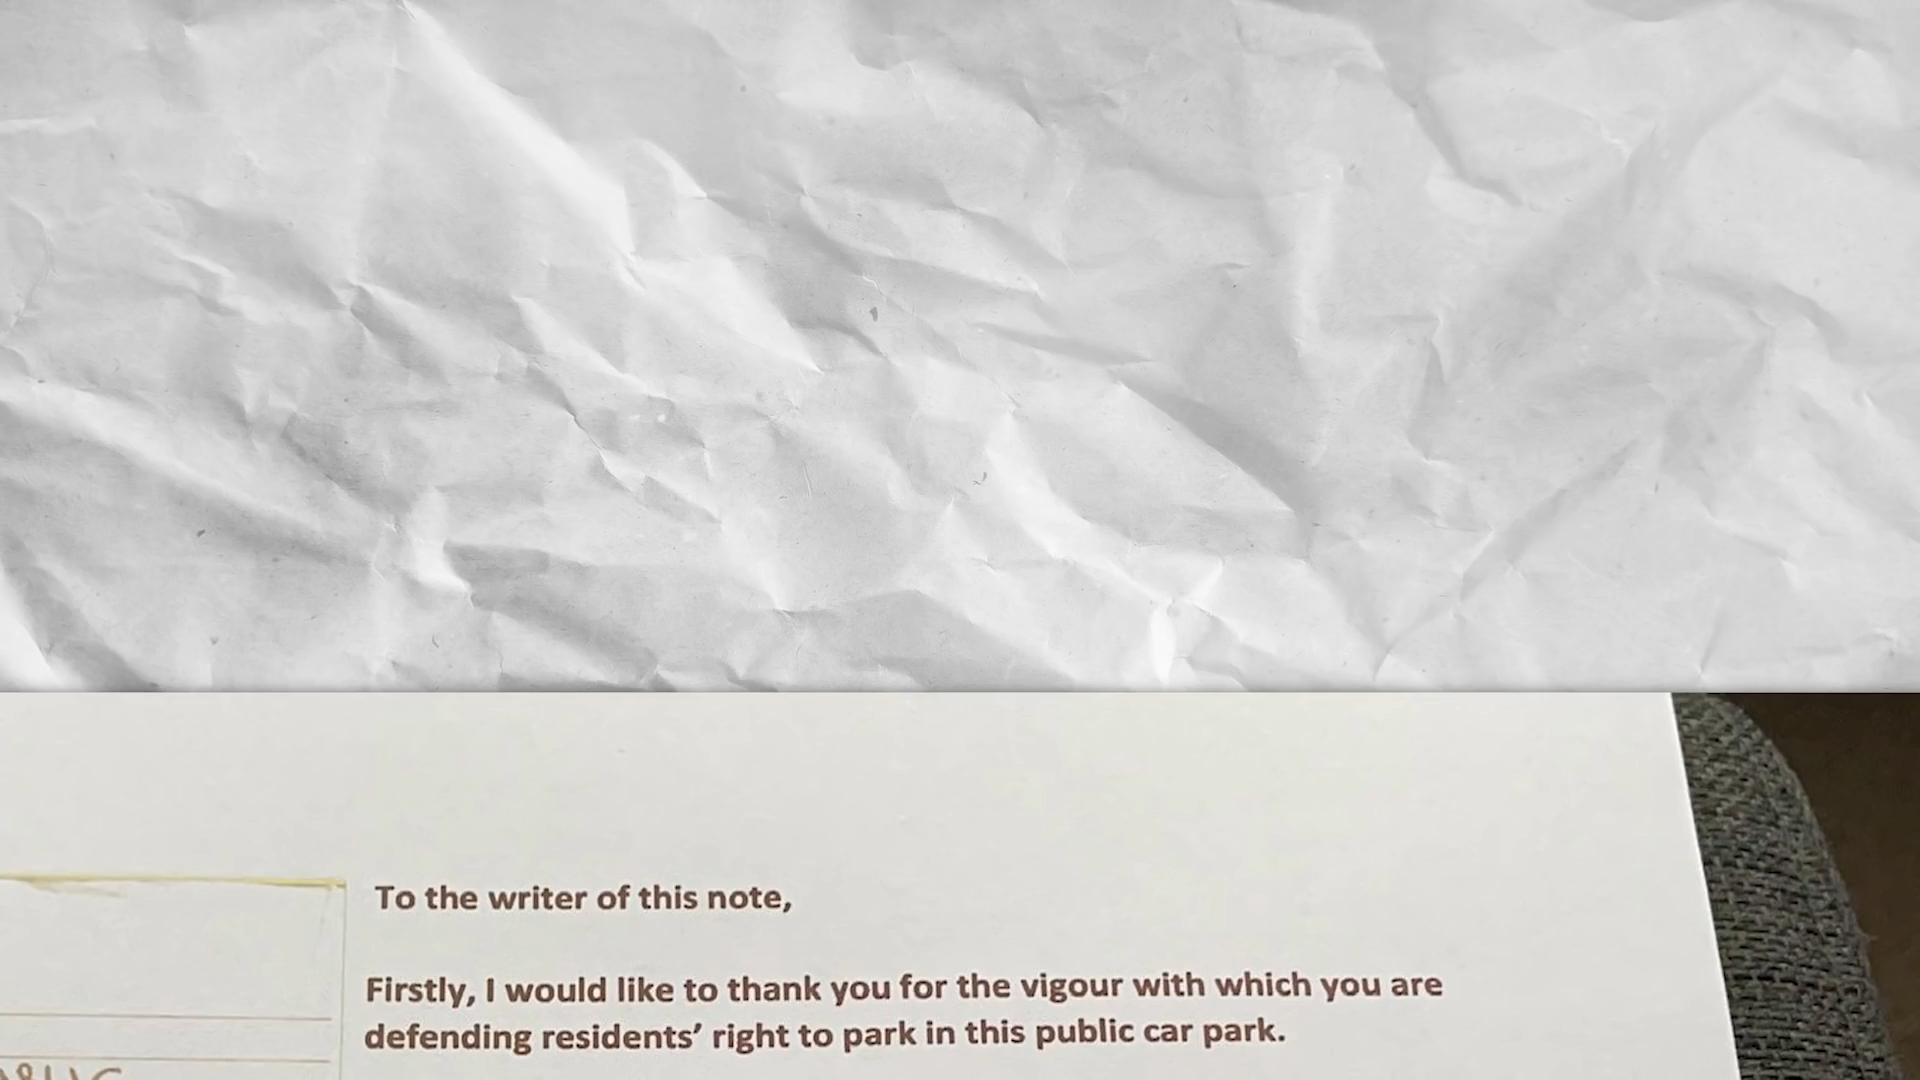 To the writer of this note,
Firstly, I would like to thank you for the vigour with which you are
defending residents’ right to park in this public car park.